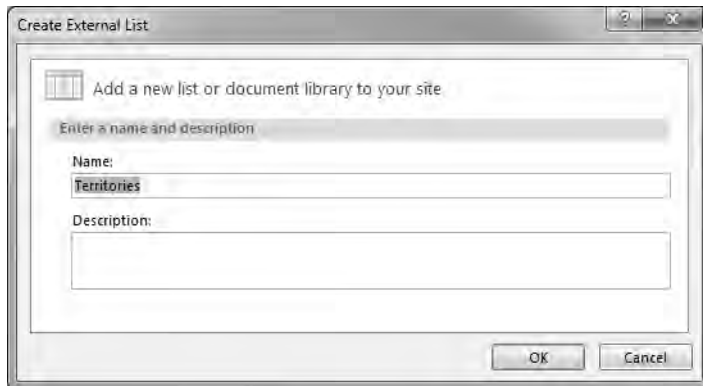 Create External List
Add a new list or document library to your site
Enter a name and description
Name:
Territories
Description:
OK Cancel